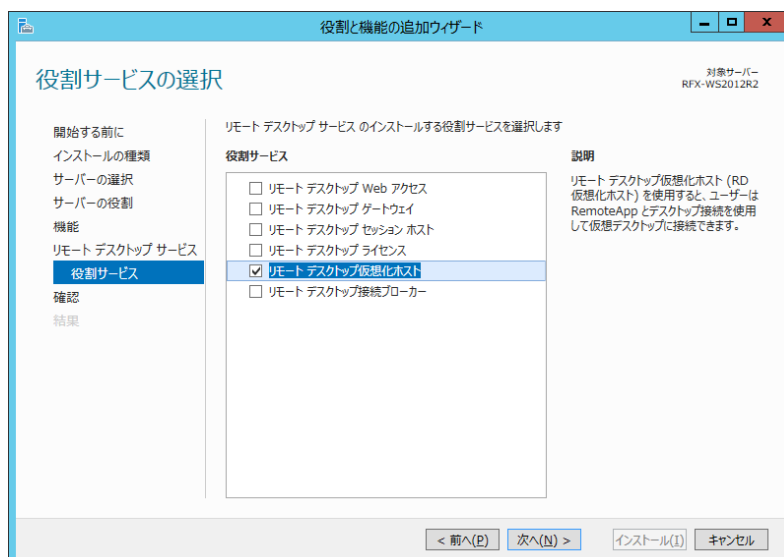 役割と機能の追加ウィザード
役割サービスの選択
対象サーバー
RFX-WS2012R2
開始する前に
インストールの種類
サーバーの選択
サーバーの役割
機能
リモート デスクトップ サービス
役割サービス
確認
結果
リモート デスクトップ サービス のインストールする役割サービスを選択します
役割サービス
リモート デスクトップ Web アクセス
リモート デスクトップ ゲートウェイ
リモート デスクトップ セッション ホスト
リモート デスクトップ ライセンス
リモート デスクトップ仮想化ホスト
リモート デスクトップ接続ブローカー
説明
リモート デスクトップ仮想化ホスト (RD
仮想化ホスト) を使用すると、ユーザーは
RemoteApp とデスクトップ接続を使用
して仮想デスクトップに接続できます。
< 前へ(P)
次へ(N) >
インストール(I)
キャンセル